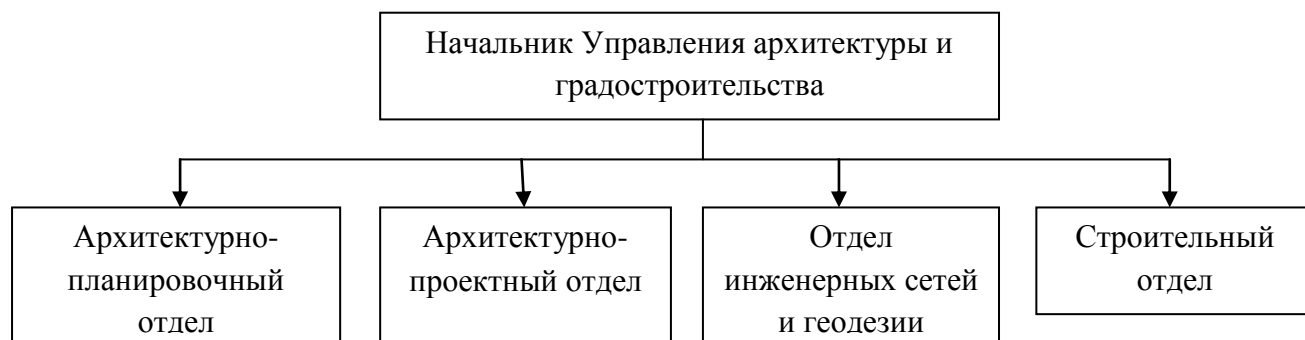 Начальник Управления архитектуры и
градостроительства
Архитектурно-
планировочный
отдел
Архитектурно-
проектный отдел
Отдел
инженерных сетей
и геодезии
Строительный
отдел